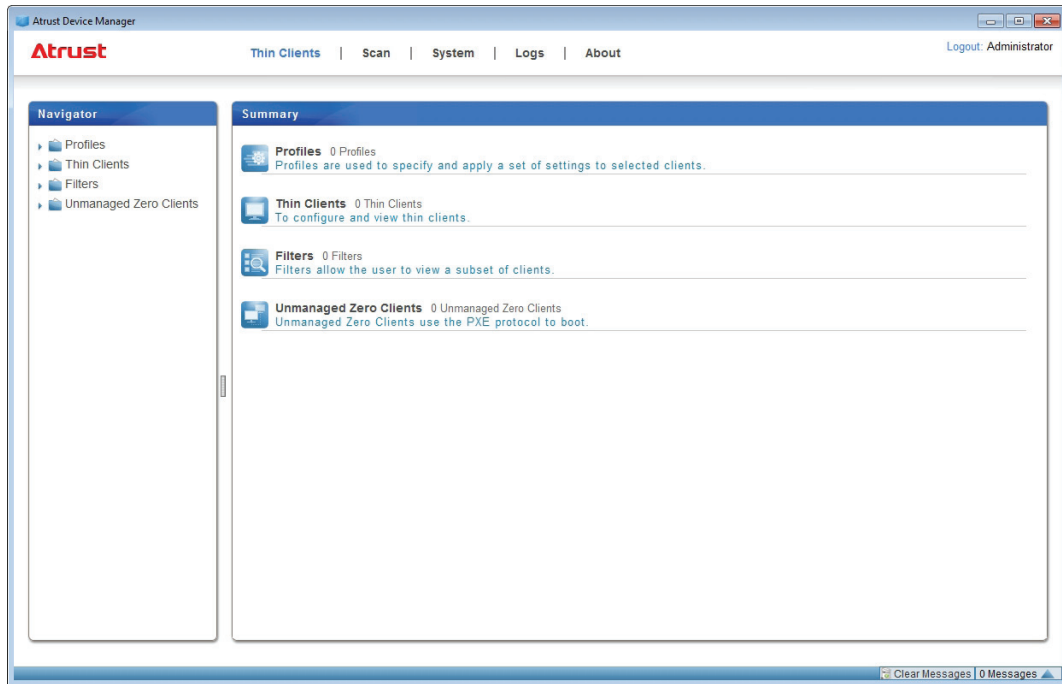 Atrust Device Manager
Atrust
Thin Clients | Scan | System | Logs | About
Logout: Administrator
Navigator
Profiles
Thin Clients
Filters
Unmanaged Zero Clients
Summary
Profiles 0 Profiles
Profiles are used to specify and apply a set of settings to selected clients.
Thin Clients 0 Thin Clients
To configure and view thin clients.
Filters 0 Filters
Filters allow the user to view a subset of clients.
Unmanaged Zero Clients 0 Unmanaged Zero Clients
Unmanaged Zero Clients use the PXE protocol to boot.
Clear Messages 0 Messages